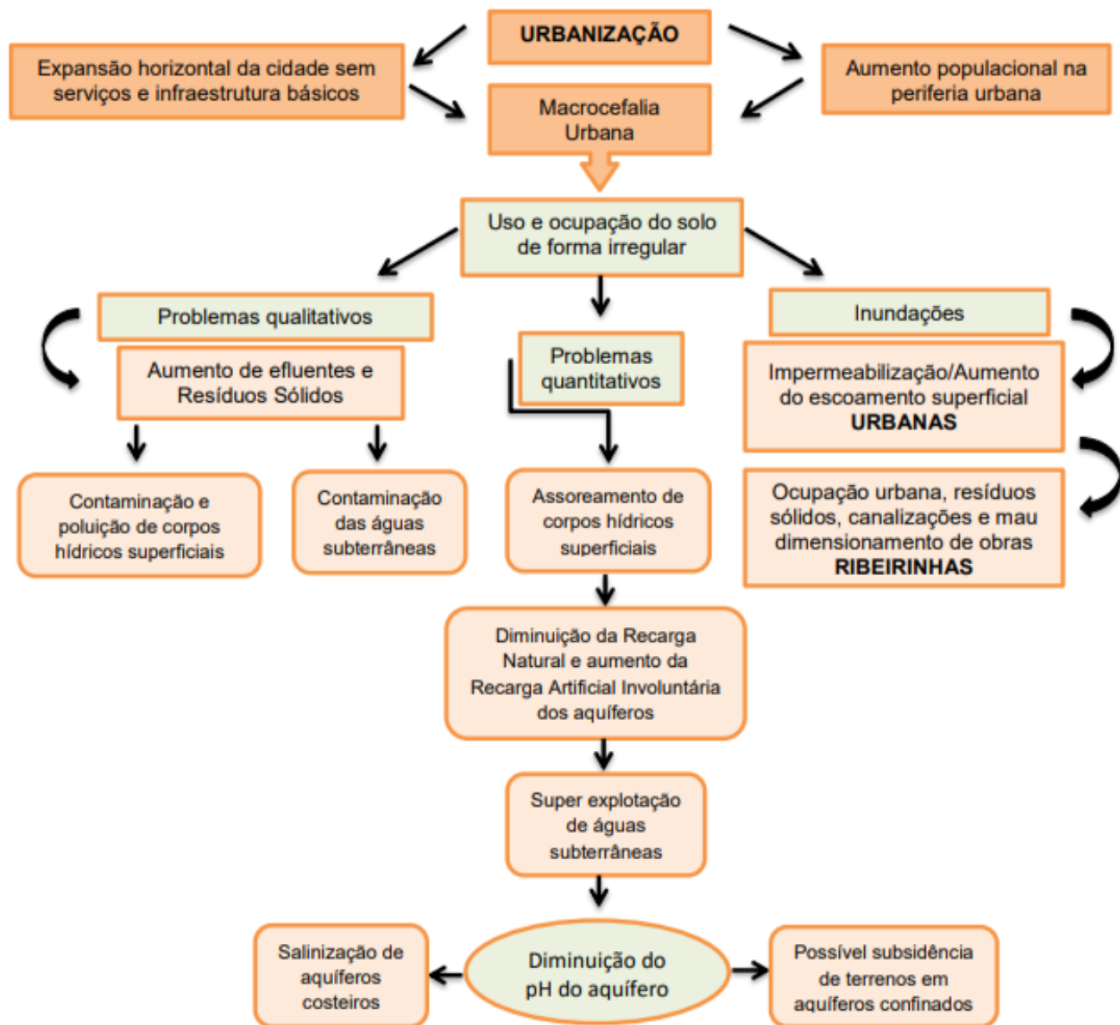 URBANIZAÇÃO
Expansão horizontal da cidade sem
serviços e infraestrutura básicos
Aumento populacional na
periferia urbana
Macrocefalia
Urbana
Uso e ocupação do solo
de forma irregular
Problemas qualitativos
Aumento de efluentes e
Resíduos Sólidos
Contaminação e
poluição de corpos
hídricos superficiais
Contaminação
das águas
subterrâneas
Problemas
quantitativos
Assoreamento de
corpos hídricos
superficiais
Inundações
Impermeabilização/Aumento
do escoamento superficial
URBANAS
Ocupação urbana, resíduos
sólidos, canalizações e mau
dimensionamento de obras
RIBEIRINHAS
Diminuição da Recarga
Natural e aumento da
Recarga Artificial Involuntária
dos aquíferos
Super explotação
de águas
subterrâneas
Diminuição do
pH do aquífero
Salinização de
aquíferos
costeiros
Possível subsidência
de terrenos em
aquíferos confinados